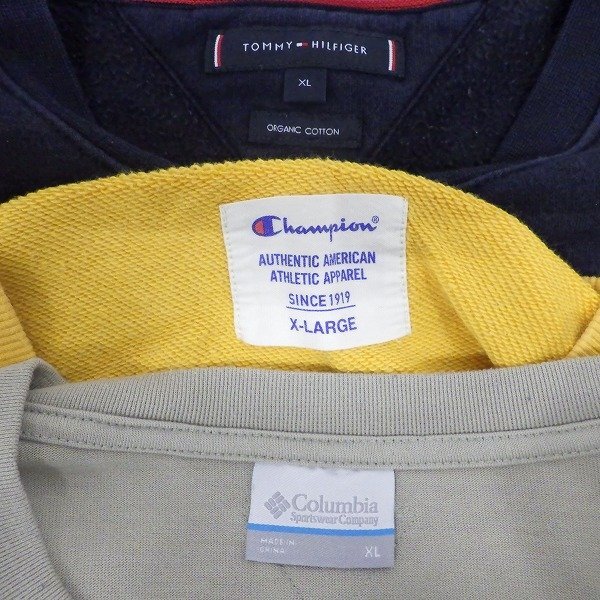 TOMMY HILFIGER
XL
ORGANIC COTTON
Champion®
AUTHENTIC AMERICAN
ATHLETIC APPAREL
SINCE 1919
X-LARGE
Columbia
Sportswear Company
MADE IN
CHINA
XL